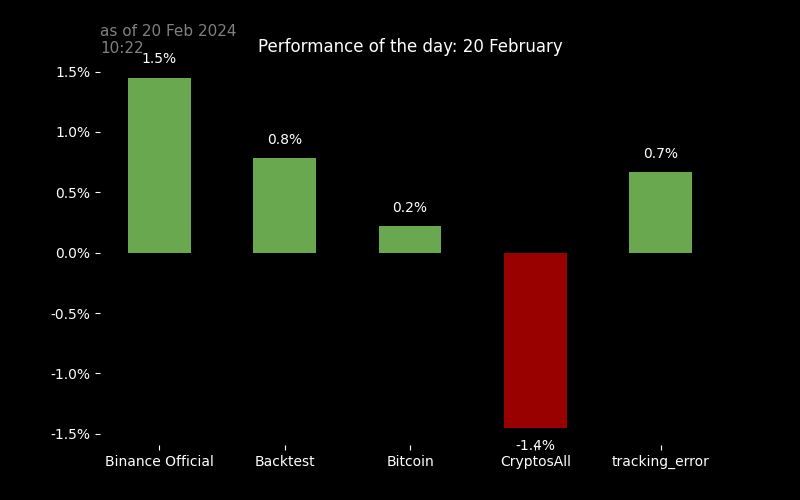 as of 20 Feb 2024
10:22
Performance of the day: 20 February
1.5%
0.8%
0.2%
-1.4%
0.7%
1.5%
1.0%
0.5%
0.0%
-0.5%
-1.0%
-1.5%
Binance Official
Backtest
Bitcoin
CryptosAll
tracking_error